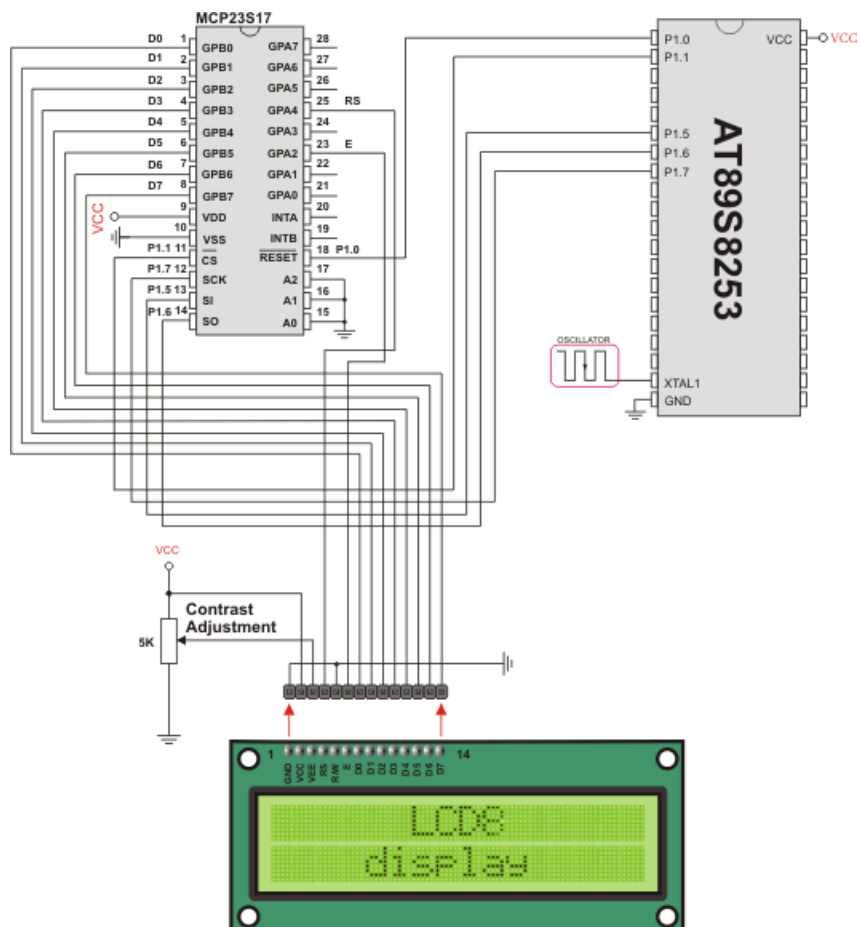 MCP23S17
D0 1 GPB0 GPA7 28
D1 2 GPB1 GPA6 27
D2 3 GPB2 GPA5 26
D3 4 GPB3 GPA4 25 RS
D4 5 GPB4 GPA3 24
D5 6 GPB5 GPA2 23 E
D6 7 GPB6 GPA1 22
D7 8 GPB7 GPA0 21
VCC 9 VDD INTA 20
10 VSS INTB 19
P1.1 11 CS RESET 18 P1.0
P1.7 12 SCK A2 17
P1.5 13 SI A1 16
P1.6 14 SO A0 15
P1.0 VCC VCC
P1.1
P1.5
P1.6
P1.7
AT89S8253
OSCILLATOR
XTAL1
GND
VCC
Contrast
Adjustment
5K
1 14
GND VCC VEE RS R/W E D0 D1 D2 D3 D4 D5 D6 D7
LCD8
display